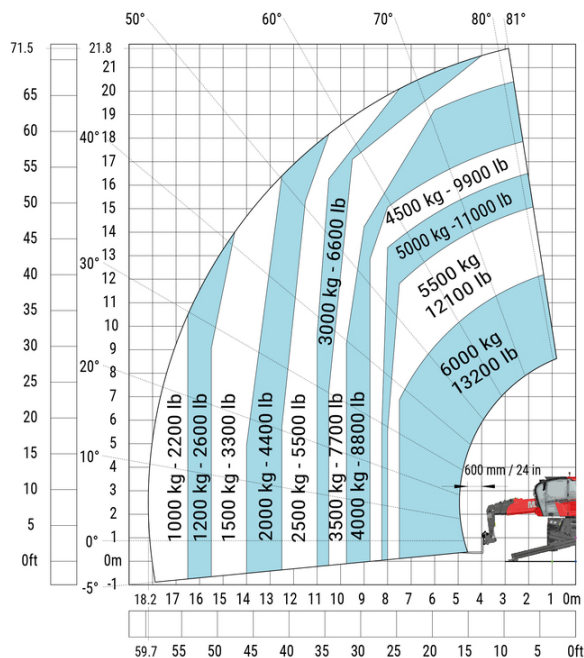 50°
60°
70°
80°
81°
71.5
ft
21.8
m
21
65
20
19
60
40°
18
55
17
16
50
15
14
45
13
30°
40
12
11
35
10
30
9
8
25
20°
7
20
6
5
15
10°
4
10
3
2
5
1
0°
0ft
0m
-5°
-1
1000 kg - 2200 lb
1200 kg - 2600 lb
1500 kg - 3300 lb
2000 kg - 4400 lb
2500 kg - 5500 lb
3000 kg - 6600 lb
3500 kg - 7700 lb
4000 kg - 8800 lb
4500 kg - 9900 lb
5000 kg -11000 lb
5500 kg
12100 lb
6000 kg
13200 lb
600 mm / 24 in
18.2 17 16 15 14 13 12 11 10 9 8 7 6 5 4 3 2 1 0m
59.7 55 50 45 40 35 30 25 20 15 10 5 0ft